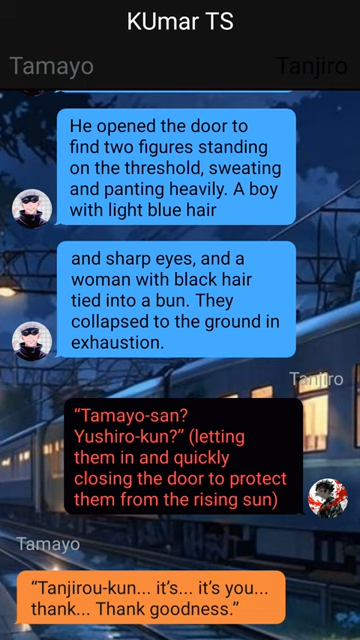 KUmar TS
Tamayo
Tanjiro
He opened the door to
find two figures standing
on the threshold, sweating
and panting heavily. A boy
with light blue hair
and sharp eyes, and a
woman with black hair
tied into a bun. They
collapsed to the ground in
exhaustion.
Tanjiro
“Tamayo-san?
Yushiro-kun?” (letting
them in and quickly
closing the door to protect
them from the rising sun)
Tamayo
“Tanjirou-kun... it’s... it’s you...
thank... Thank goodness.”